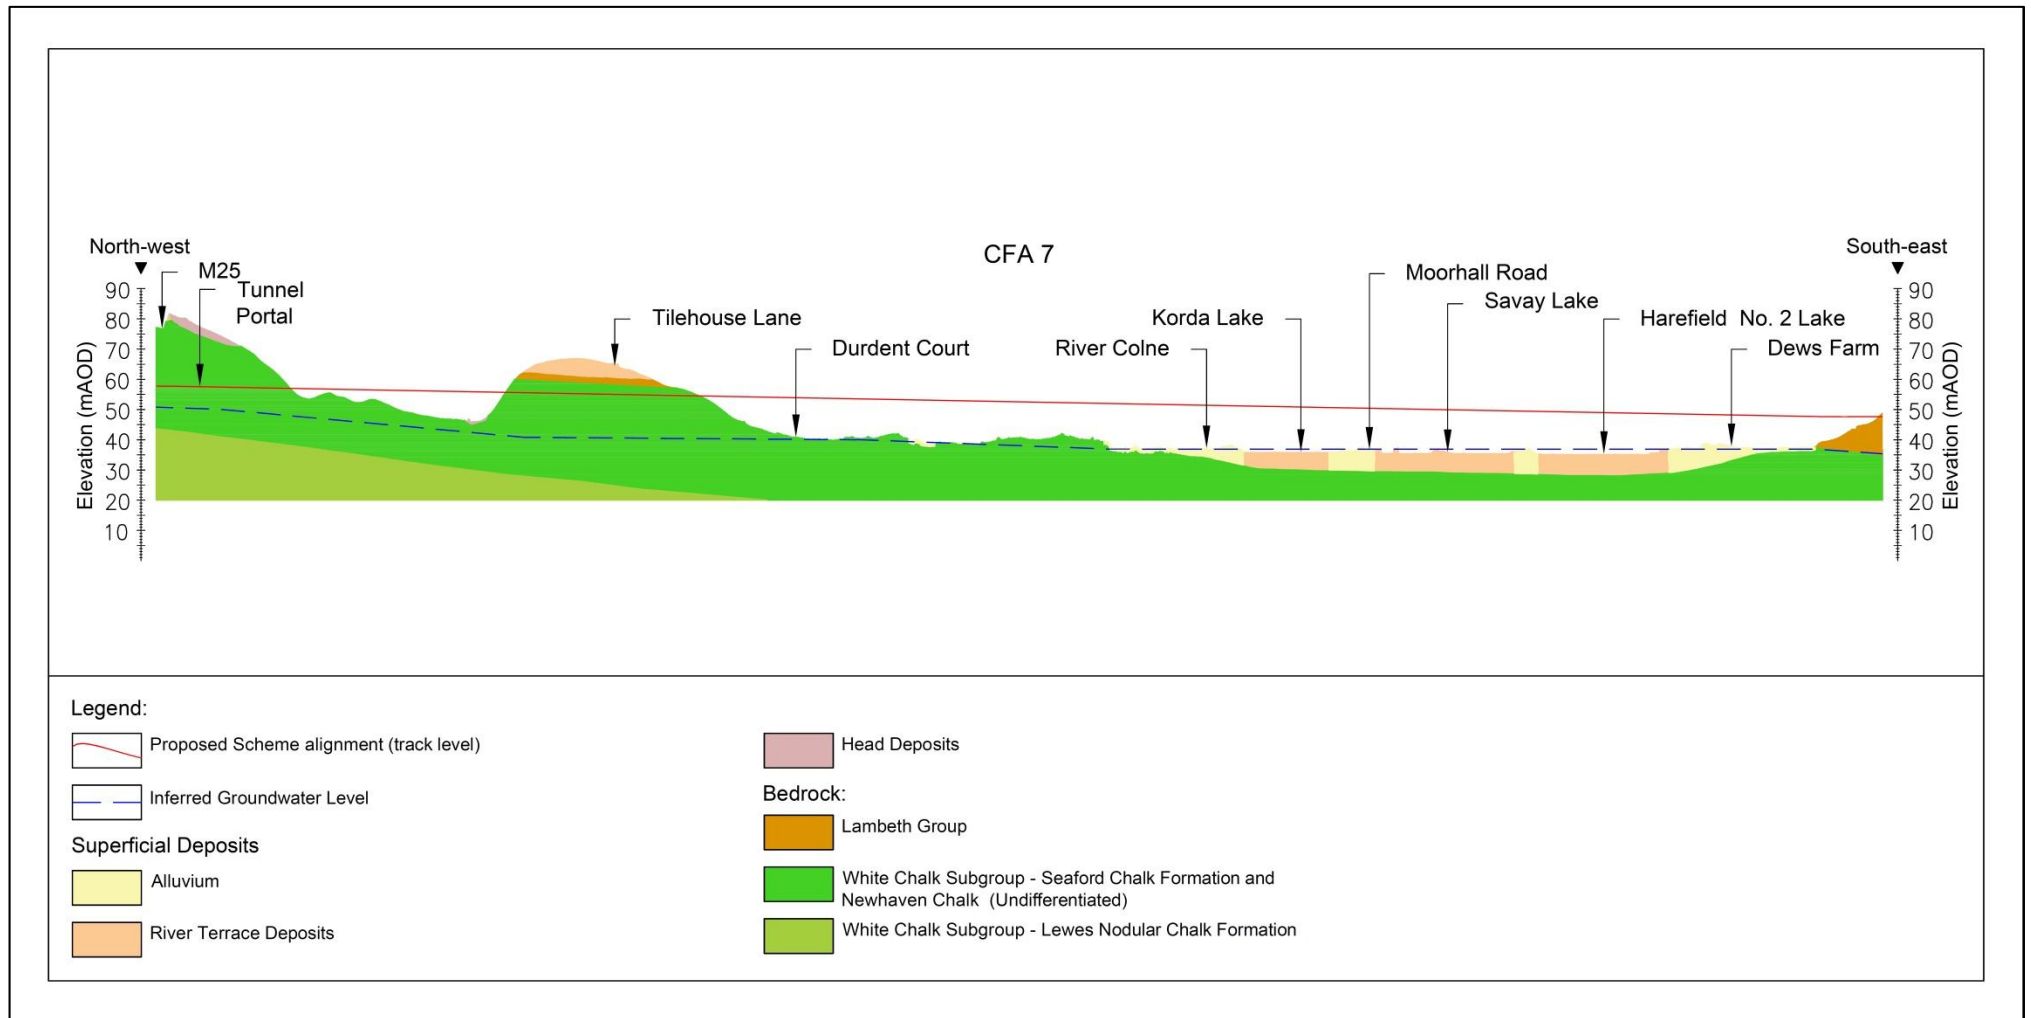 CFA 7
North-west
South-east
M25
Tunnel
Portal
Tilehouse Lane
Durdent Court
River Colne
Korda Lake
Moorhall Road
Savay Lake
Harefield No. 2 Lake
Dews Farm
Elevation (mAOD)
90
80
70
60
50
40
30
20
10
90
80
70
60
50
40
30
20
10
Elevation (mAOD)
Legend:
Proposed Scheme alignment (track level)
Inferred Groundwater Level
Superficial Deposits
Alluvium
River Terrace Deposits
Head Deposits
Bedrock:
Lambeth Group
White Chalk Subgroup - Seaford Chalk Formation and
Newhaven Chalk (Undifferentiated)
White Chalk Subgroup - Lewes Nodular Chalk Formation